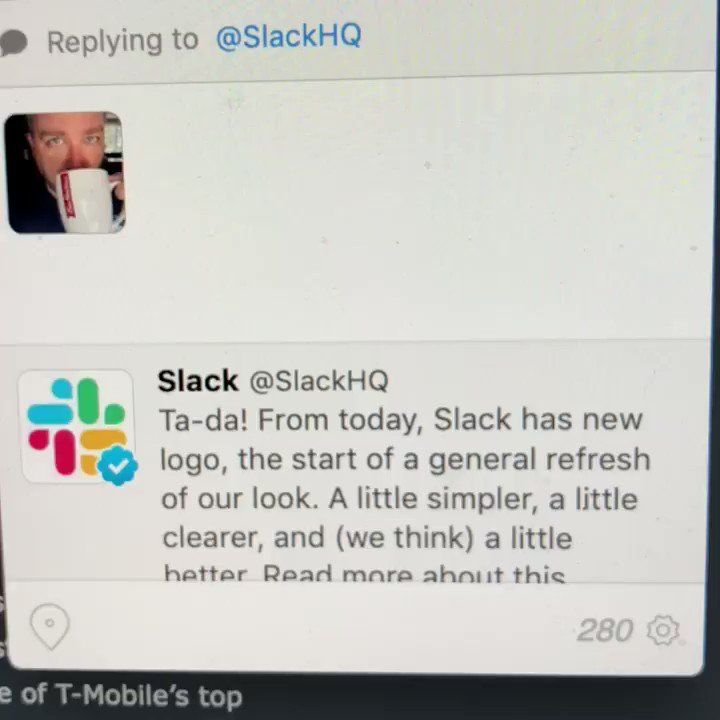 Replying to @SlackHQ
Slack @SlackHQ
Ta-da! From today, Slack has new
logo, the start of a general refresh
of our look. A little simpler, a little
clearer, and (we think) a little
better. Read more about this
280
e of T-Mobile's top